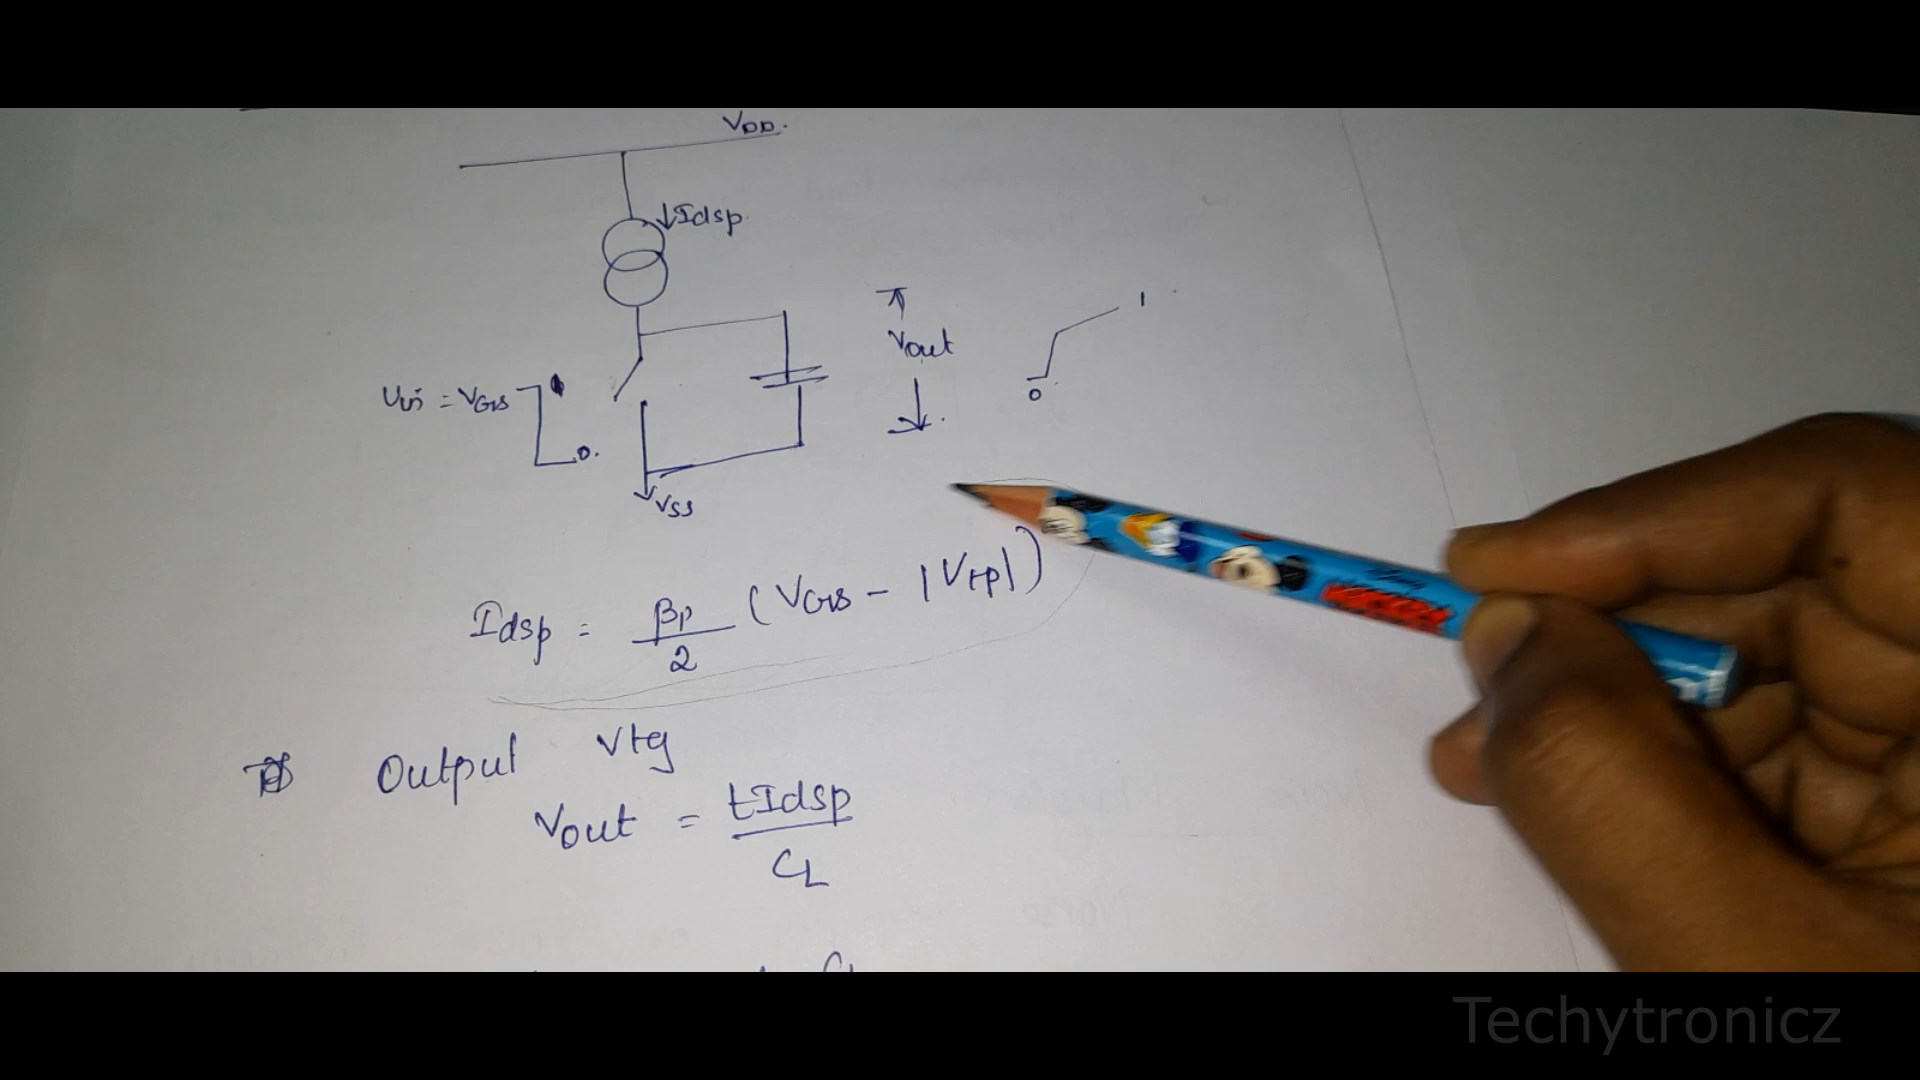 VDD.
↓Idsp
Vout
1
Vin = VGS
0.
0
VSS
Idsp = βp/2 (VGS - |Vtp|)
Output Vtg
Vout = tIdsp/CL
Techytronicz